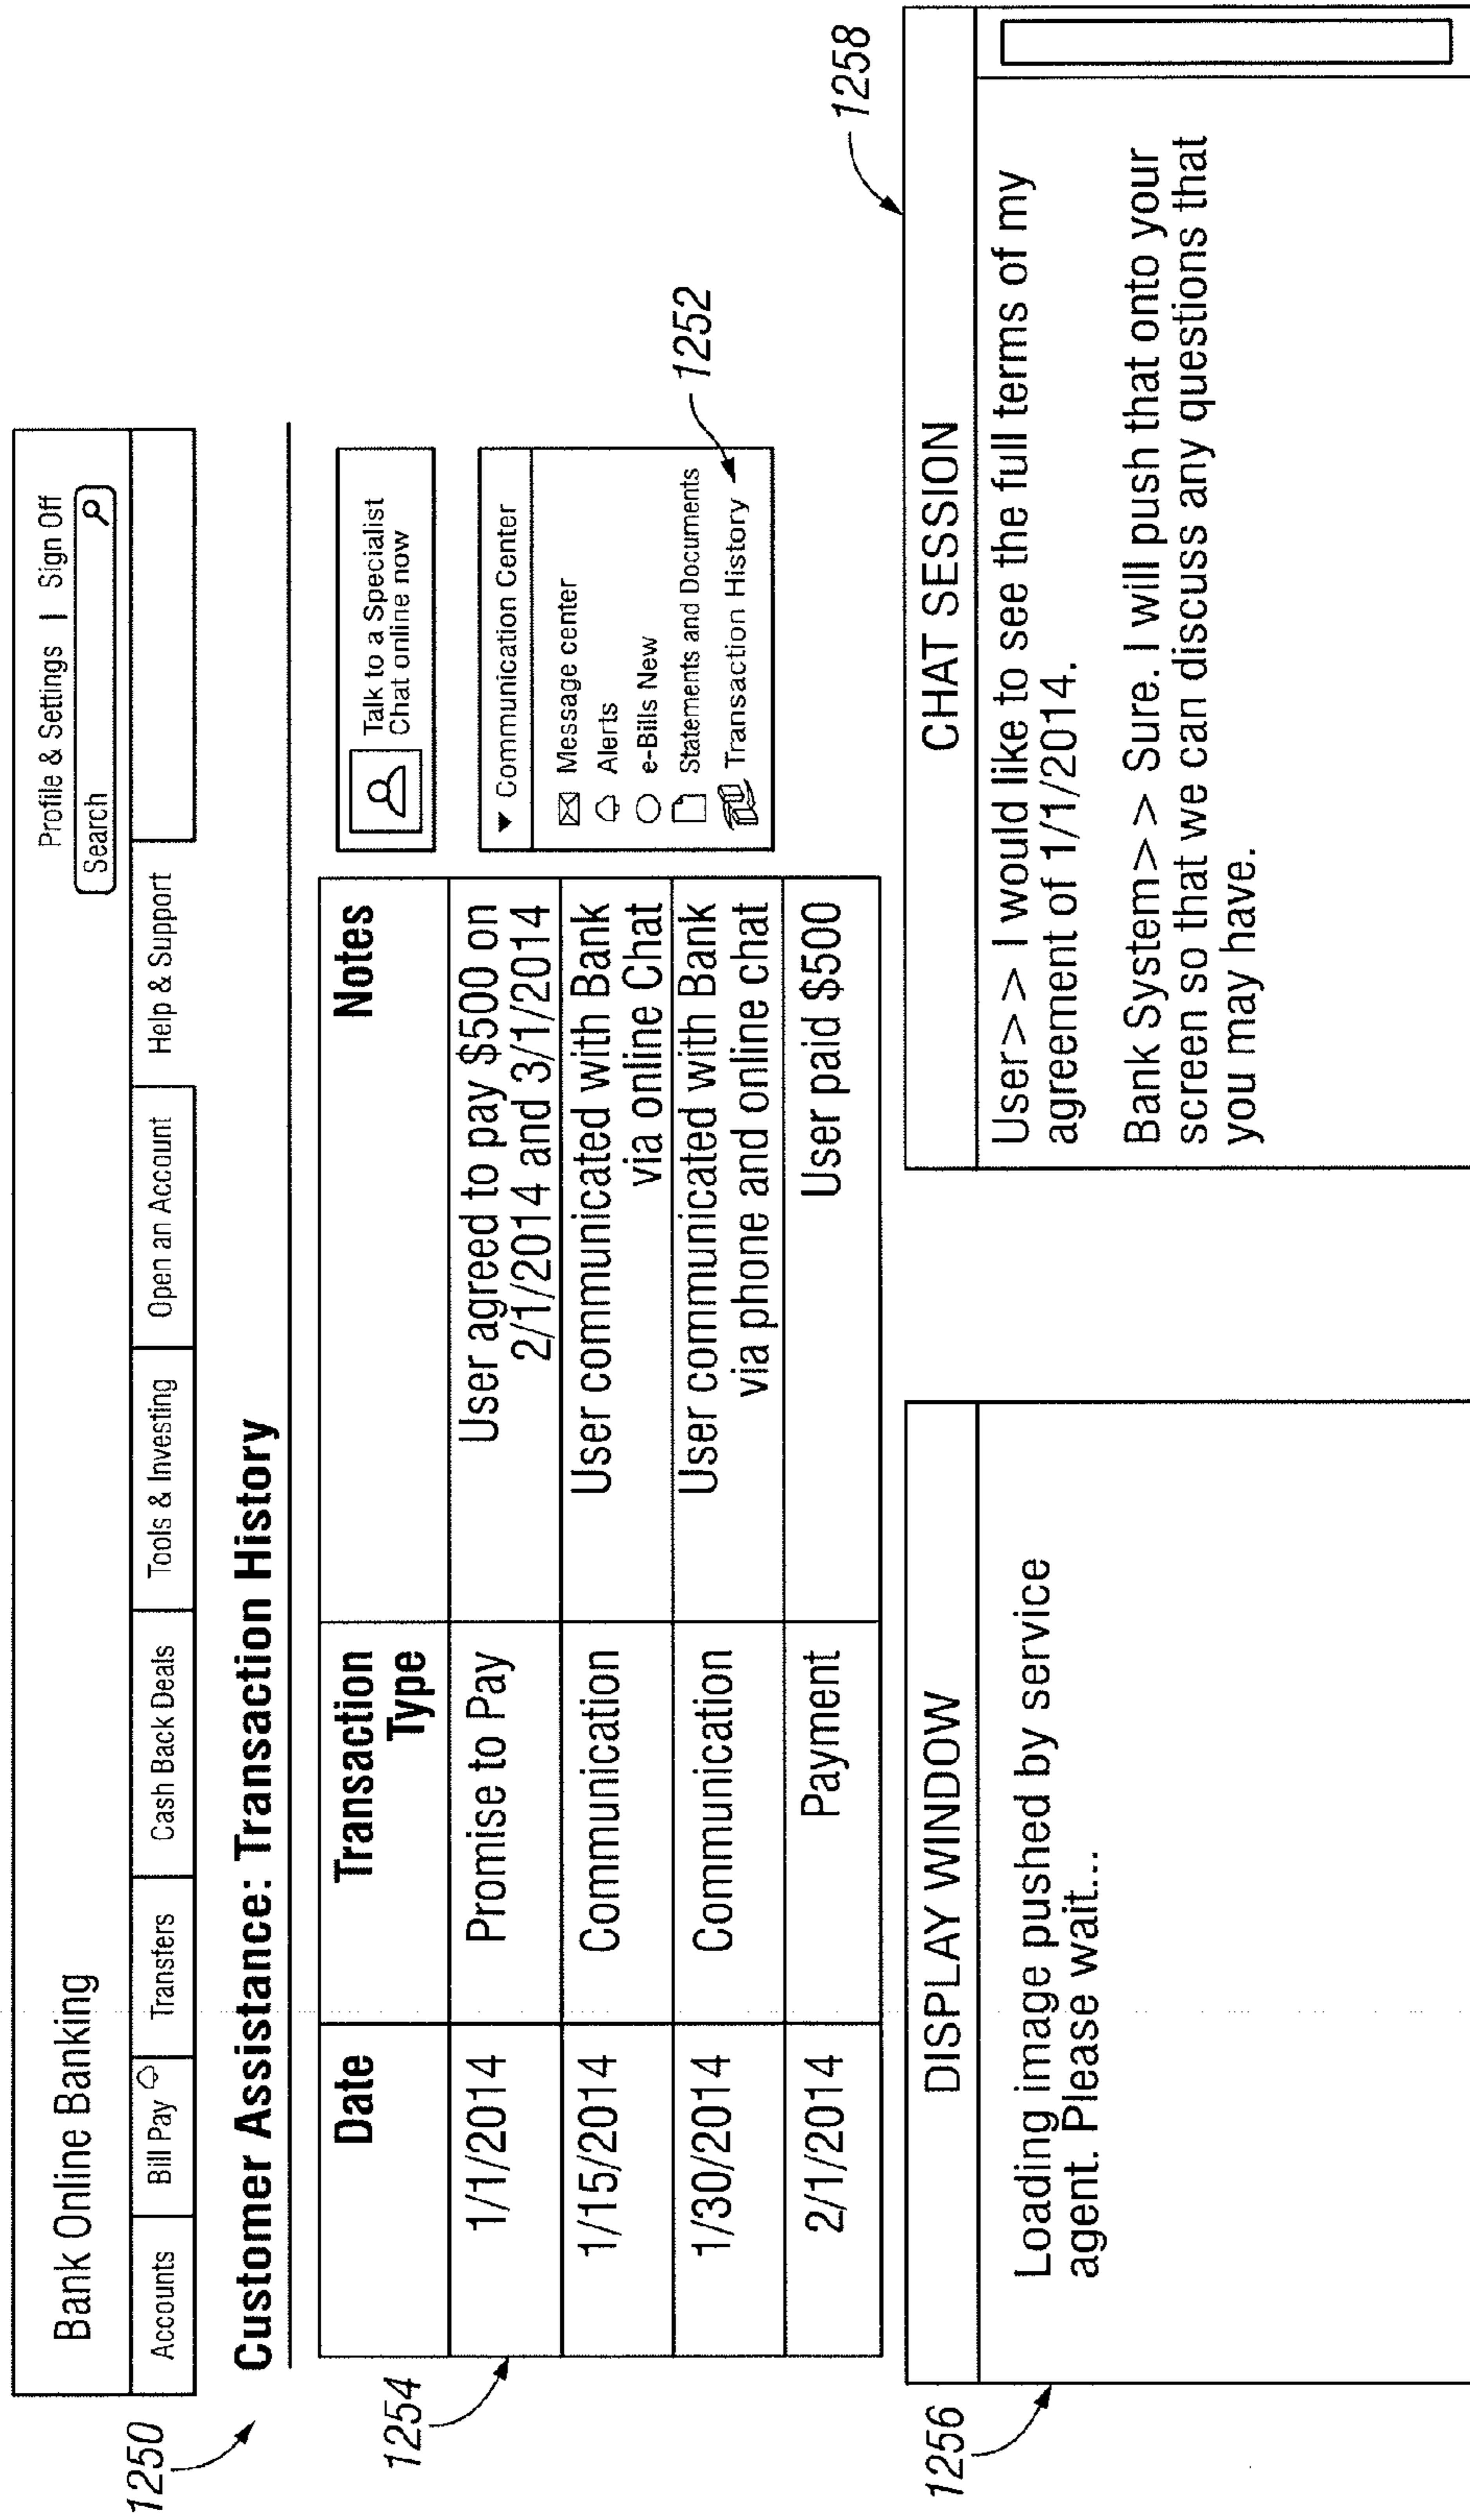 Bank Online Banking
Profile & Settings | Sign Off
Search
Accounts
Bill Pay
Transfers
Cash Back Deals
Tools & Investing
Open an Account
Help & Support
1250
Customer Assistance: Transaction History
Date
Transaction
Type
Notes
1/1/2014
Promise to Pay
User agreed to pay $500 on
2/1/2014 and 3/1/2014
1/15/2014
Communication
User communicated with Bank
via online Chat
1/30/2014
Communication
User communicated with Bank
via phone and online chat
2/1/2014
Payment
User paid $500
1254
Talk to a Specialist
Chat online now
▼ Communication Center
Message center
Alerts
e-Bills New
Statements and Documents
Transaction History
1252
1256
DISPLAY WINDOW
Loading image pushed by service
agent. Please wait...
1258
CHAT SESSION
User> > I would like to see the full terms of my
agreement of 1/1/2014.
Bank System> > Sure. I will push that onto your
screen so that we can discuss any questions that
you may have.